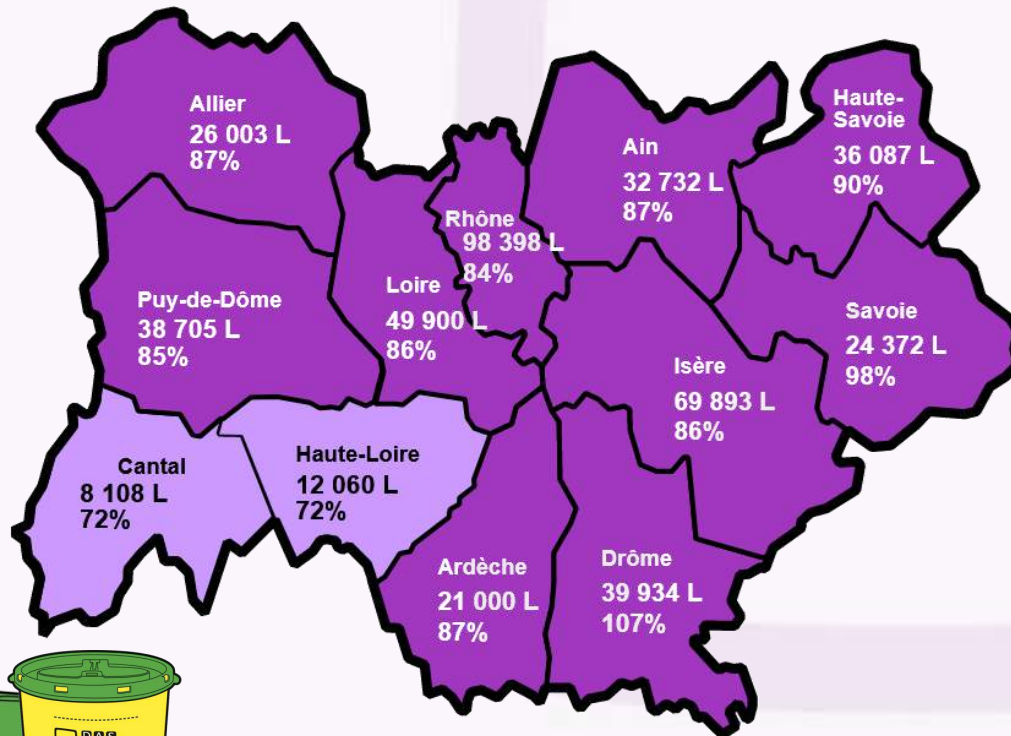 Allier
26 003 L
87%
Ain
32 732 L
87%
Haute-
Savoie
36 087 L
90%
Rhône
98 398 L
84%
Puy-de-Dôme
38 705 L
85%
Loire
49 900 L
86%
Savoie
24 372 L
98%
Isère
69 893 L
86%
Cantal
8 108 L
72%
Haute-Loire
12 060 L
72%
Ardèche
21 000 L
87%
Drôme
39 934 L
107%